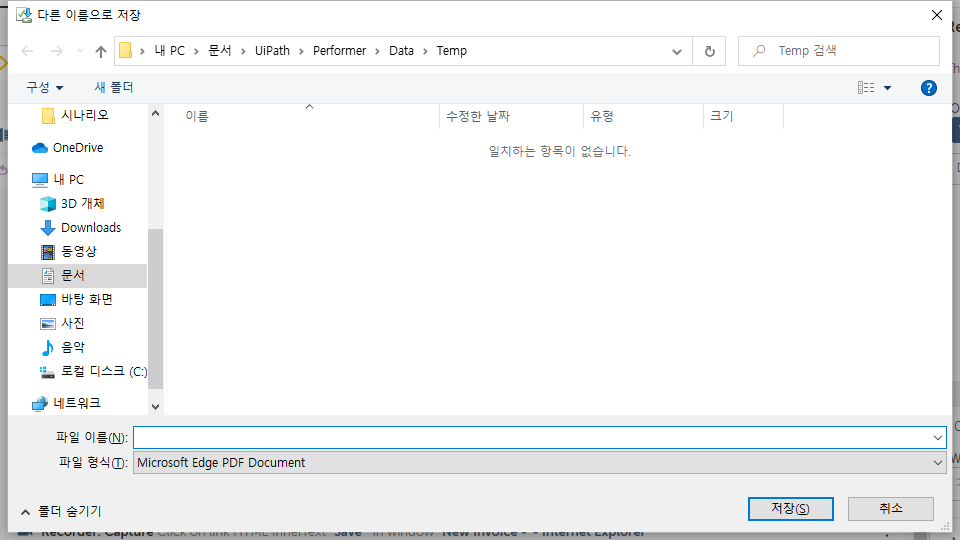 다른 이름으로 저장
내 PC > 문서 > UiPath > Performer > Data > Temp
Temp 검색
구성
새 폴더
이름
수정한 날짜
유형
크기
일치하는 항목이 없습니다.
시나리오
OneDrive
내 PC
3D 개체
Downloads
동영상
문서
바탕 화면
사진
음악
로컬 디스크 (C:)
네트워크
파일 이름(N):
파일 형식(T): Microsoft Edge PDF Document
폴더 숨기기
저장(S)
취소
Recorder. Capture Click on link HTML innerText "Save" in window "New Invoice - - Internet Explorer"